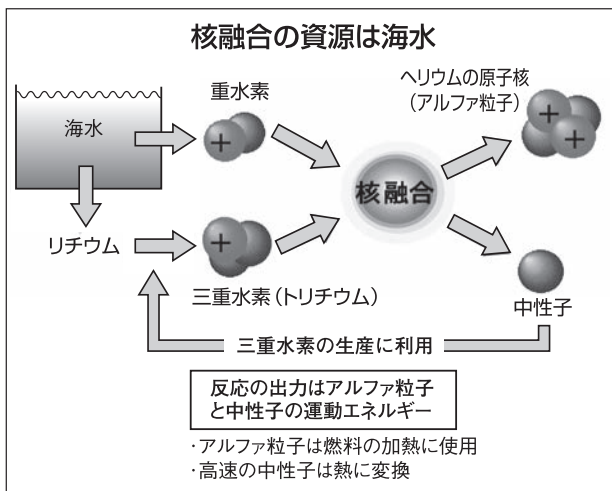 核融合の資源は海水
海水
重水素
ヘリウムの原子核
(アルファ粒子)
+
+
+
核融合
リチウム
+
三重水素(トリチウム)
中性子
三重水素の生産に利用
反応の出力はアルファ粒子
と中性子の運動エネルギー
・アルファ粒子は燃料の加熱に使用
・高速の中性子は熱に変換